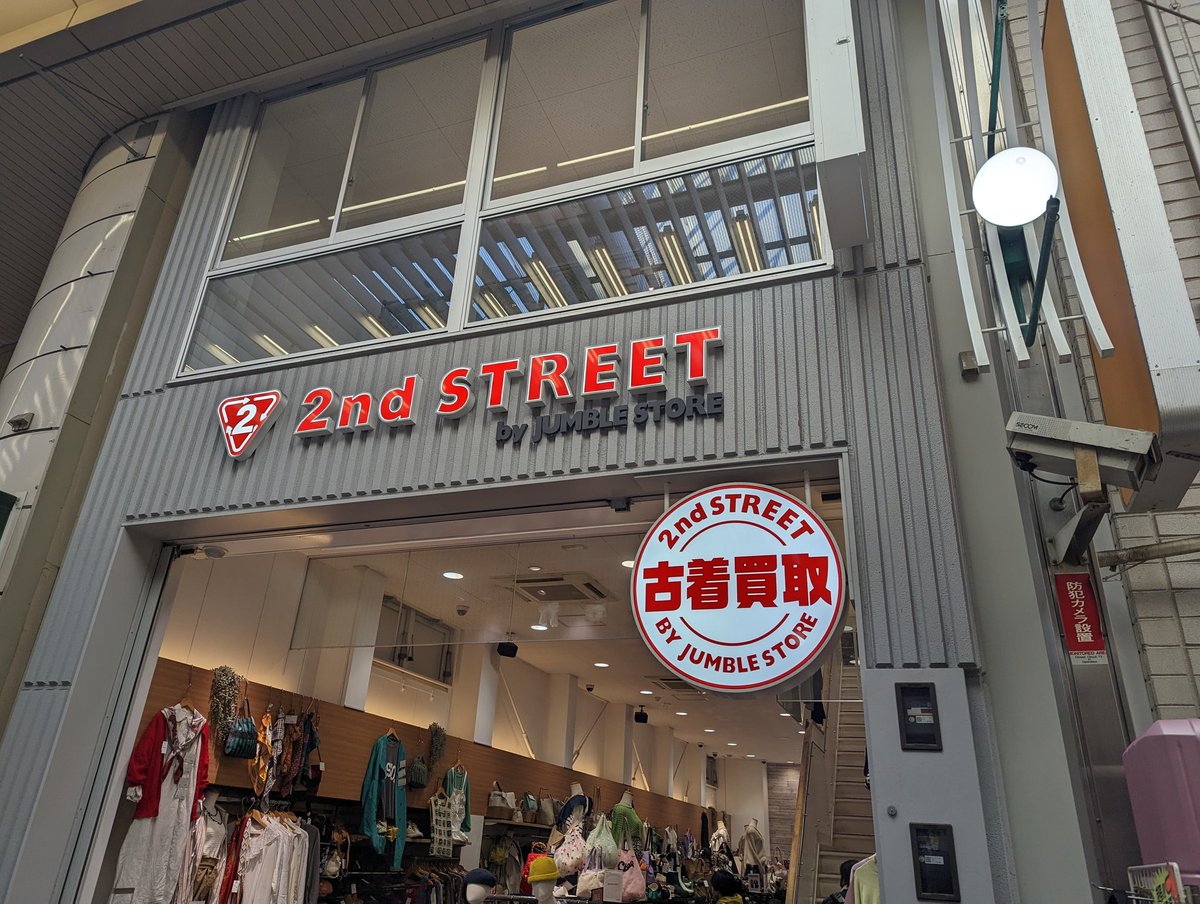 2
2nd STREET
by JUMBLE STORE
2nd STREET
古着買取
BY JUMBLE STORE
SECOM
防犯カメラ設置